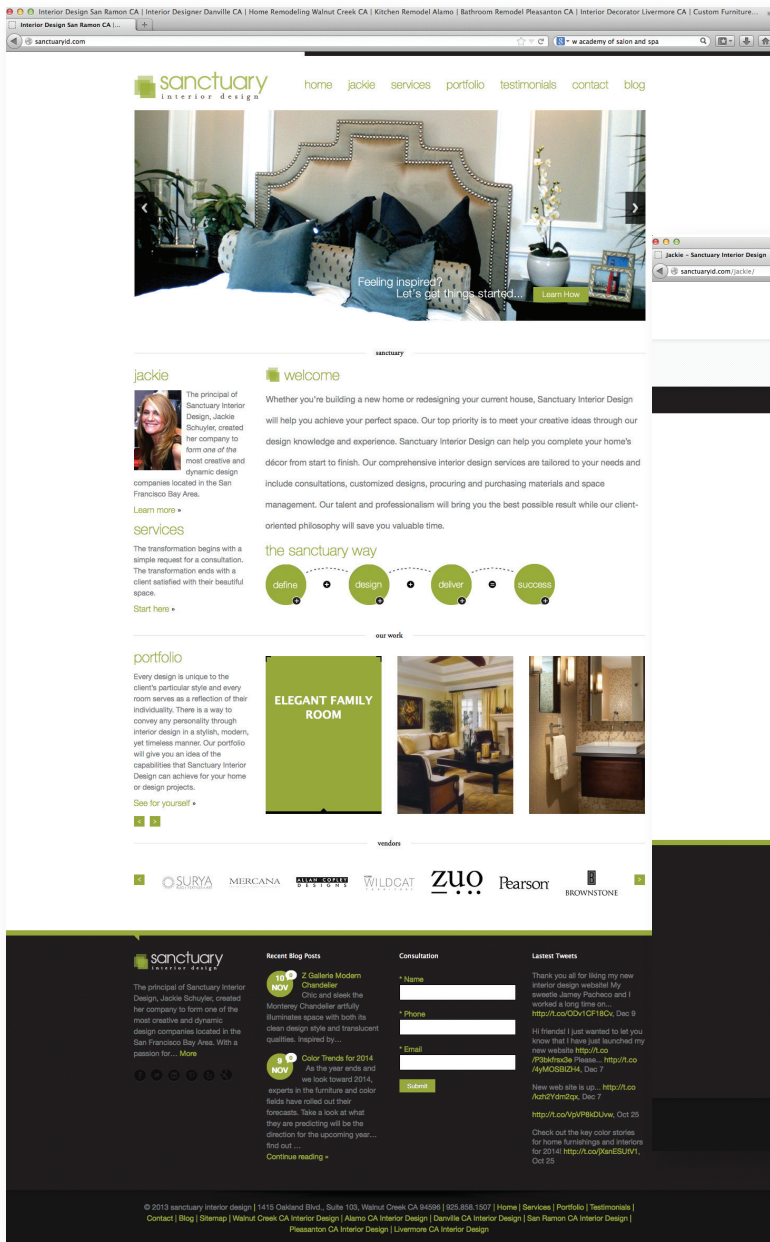 Interior Design San Ramon CA | Interior Designer Danville CA | Home Remodeling Walnut Creek CA | Kitchen Remodel Alamo | Bathroom Remodel Pleasanton CA | Interior Decorator Livermore CA | Custom Furniture...
Interior Design San Ramon CA |...
sanctuaryid.com
w academy of salon and spa
sanctuary
interior design
home jackie services portfolio testimonials contact blog
Feeling inspired?
Let's get things started...
Learn How
Jackie ~ Sanctuary Interior Design
sanctuaryid.com/jackie/
sanctuary
jackie
The principal of
Sanctuary Interior
Design, Jackie
Schuyler, created
her company to
form one of the
most creative and
dynamic design
companies located in the San
Francisco Bay Area.
Learn more »
services
The transformation begins with a
simple request for a consultation.
The transformation ends with a
client satisfied with their beautiful
space.
Start here »
welcome
Whether you're building a new home or redesigning your current house, Sanctuary Interior Design
will help you achieve your perfect space. Our top priority is to meet your creative ideas through our
design knowledge and experience. Sanctuary Interior Design can help you complete your home's
décor from start to finish. Our comprehensive interior design services are tailored to your needs and
include consultations, customized designs, procuring and purchasing materials and space
management. Our talent and professionalism will bring you the best possible result while our client-
oriented philosophy will save you valuable time.
the sanctuary way
define + design + deliver = success
our work
portfolio
Every design is unique to the
client's particular style and every
room serves as a reflection of their
individuality. There is a way to
convey any personality through
interior design in a stylish, modern,
yet timeless manner. Our portfolio
will give you an idea of the
capabilities that Sanctuary Interior
Design can achieve for your home
or design projects.
See for yourself »
< >
ELEGANT FAMILY
ROOM
vendors
SURYA
MERCANA
ALLAN COPLEY
DESIGNS
WILDCAT
TERRITORY
ZUO
Pearson
B
BROWNSTONE
sanctuary
interior design
The principal of Sanctuary Interior
Design, Jackie Schuyler, created
her company to form one of the
most creative and dynamic
design companies located in the
San Francisco Bay Area. With a
passion for... More
Recent Blog Posts
10
NOV
0
Z Gallerie Modern
Chandelier
Chic and sleek the
Monterey Chandelier artfully
illuminates space with both its
clean design style and translucent
qualities. Inspired by…
9
NOV
0
Color Trends for 2014
As the year ends and
we look toward 2014,
experts in the furniture and color
fields have rolled out their
forecasts. Take a look at what
they are predicting will be the
direction for the upcoming year…
find out …
Continue reading »
Consultation
* Name
* Phone
* Email
Submit
Lastest Tweets
Thank you all for liking my new
interior design website! My
sweetie Jamey Pacheco and I
worked a long time on...
http://t.co/ODv1CF18Cv, Dec 9
Hi friends! I just wanted to let you
know that I have just launched my
new website http://t.co
/P3bkfrsx3e Please... http://t.co
/4yMOSBIZH4, Dec 7
New web site is up... http://t.co
/kzh2Ydm2qx, Dec 7
http://t.co/VpVP8kDUvw, Oct 25
Check out the key color stories
for home furnishings and interiors
for 2014! http://t.co/jXsnESUtV1,
Oct 25
© 2013 sanctuary interior design | 1415 Oakland Blvd., Suite 103, Walnut Creek CA 94596 | 925.858.1507 | Home | Services | Portfolio | Testimonials |
Contact | Blog | Sitemap | Walnut Creek CA Interior Design | Alamo CA Interior Design | Danville CA Interior Design | San Ramon CA Interior Design |
Pleasanton CA Interior Design | Livermore CA Interior Design